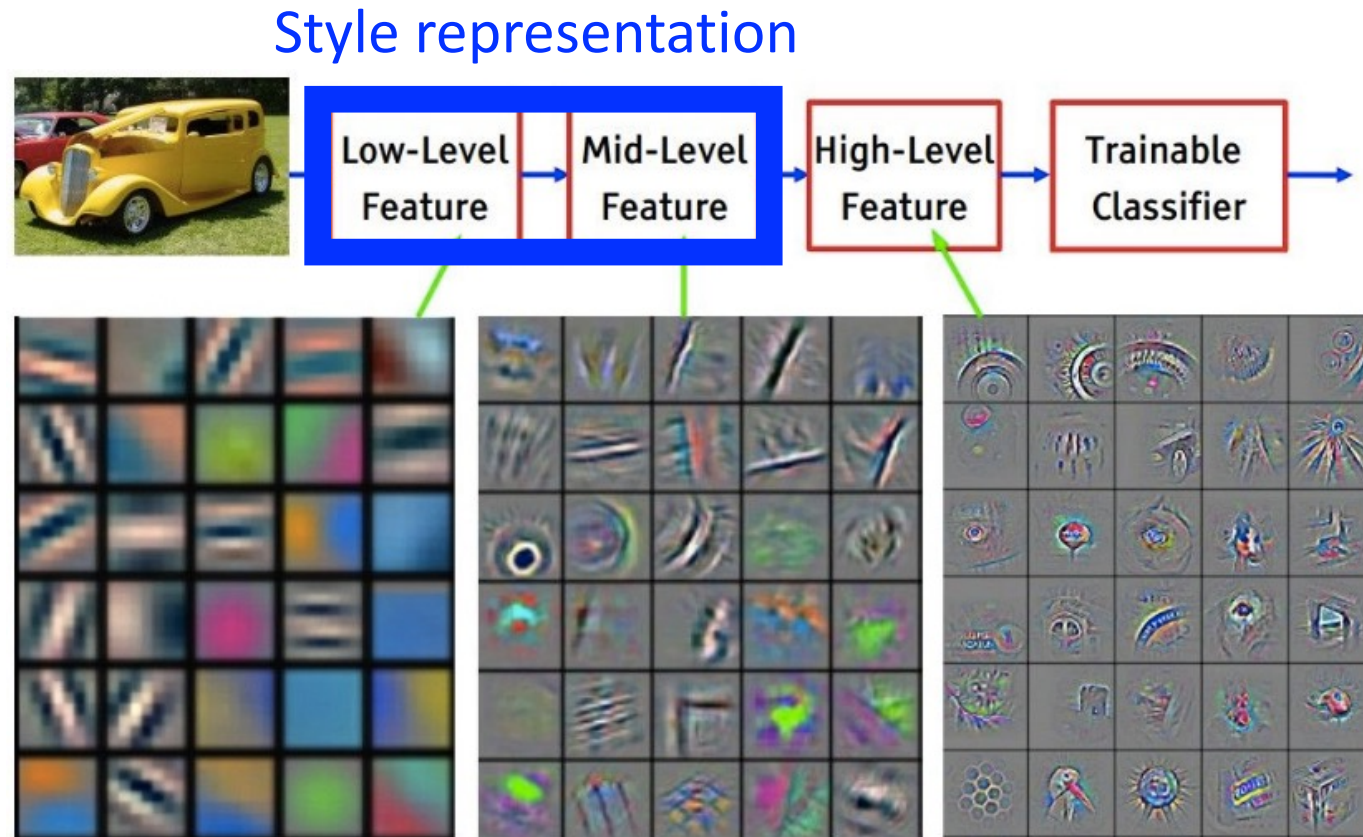 Style representation
Low-Level
Feature
Mid-Level
Feature
High-Level
Feature
Trainable
Classifier